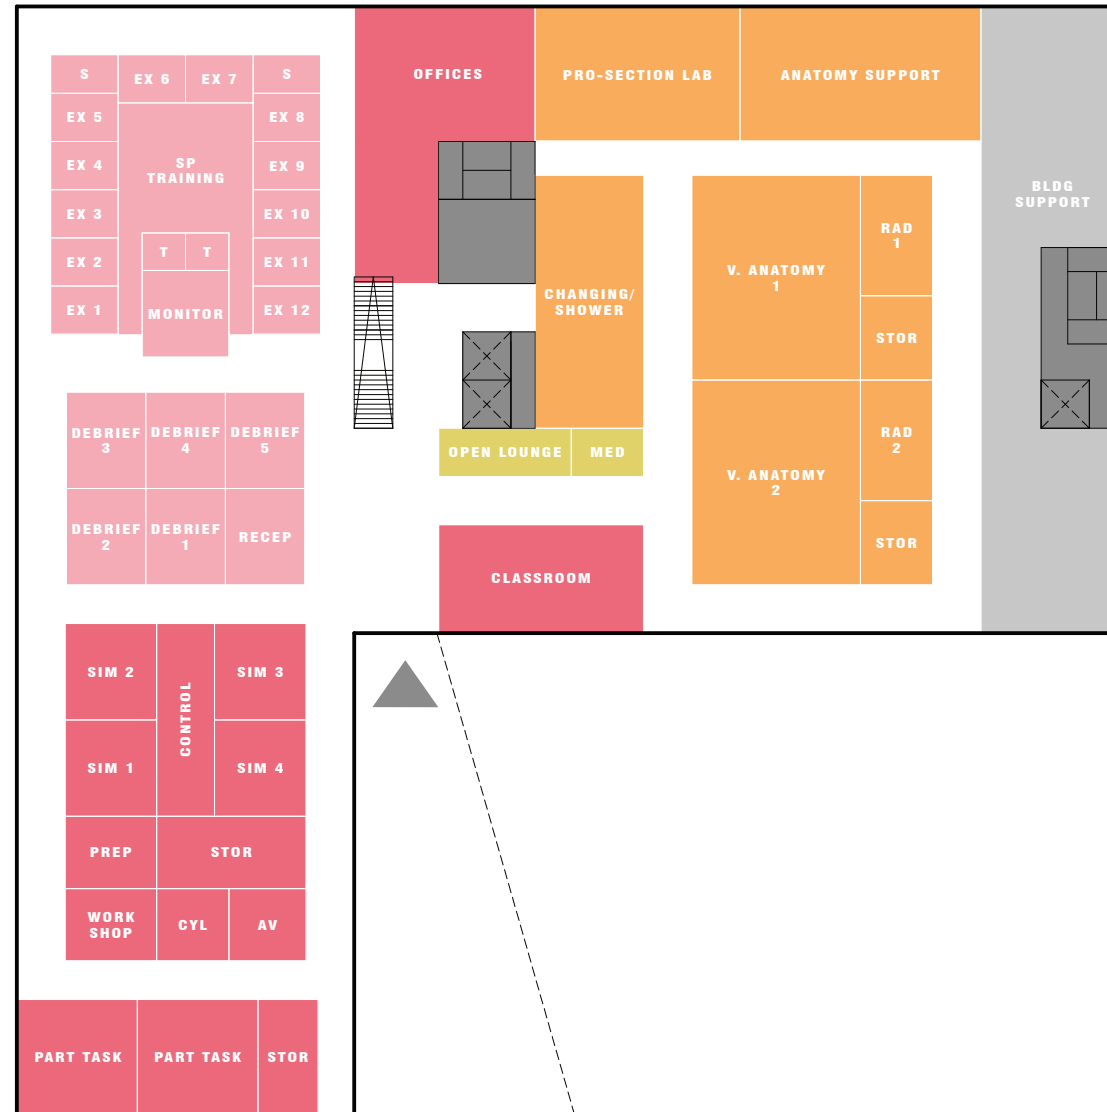 OFFICES
PRO-SECTION LAB
ANATOMY SUPPORT
S
EX 6
EX 7
S
EX 5
EX 8
EX 4
SP
TRAINING
EX 9
EX 3
EX 10
EX 2
T
T
EX 11
EX 1
MONITOR
EX 12
BLDG
SUPPORT
CHANGING/
SHOWER
V. ANATOMY
1
RAD
1
STOR
V. ANATOMY
2
RAD
2
STOR
OPEN LOUNGE
MED
CLASSROOM
DEBRIEF
3
DEBRIEF
4
DEBRIEF
5
DEBRIEF
2
DEBRIEF
1
RECEP
SIM 2
CONTROL
SIM 3
SIM 1
SIM 4
PREP
STOR
WORK
SHOP
CYL
AV
PART TASK
PART TASK
STOR